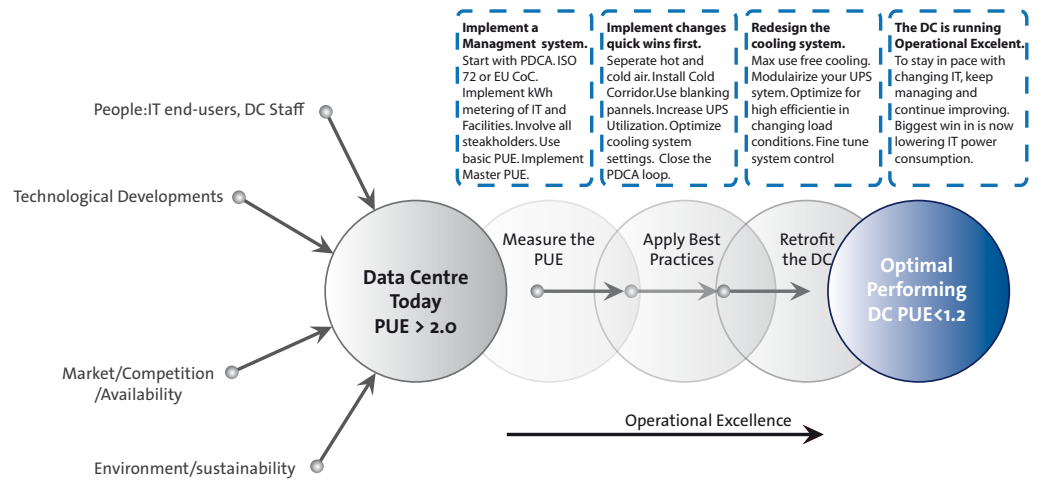 Implement a
Managment system.
Start with PDCA. ISO
72 or EU CoC.
Implement kWh
metering of IT and
Facilities. Involve all
steakholders. Use
basic PUE. Implement
Master PUE.
Implement changes
quick wins first.
Seperate hot and
cold air. Install Cold
Corridor.Use blanking
pannels. Increase UPS
Utilization. Optimize
cooling system
settings. Close the
PDCA loop.
Redesign the
cooling system.
Max use free cooling.
Modulairize your UPS
sytem. Optimize for
high efficientie in
changing load
conditions. Fine tune
system control
The DC is running
Operational Excelent.
To stay in pace with
changing IT, keep
managing and
continue improving.
Biggest win in is now
lowering IT power
consumption.
People:IT end-users, DC Staff
Technological Developments
Market/Competition
/Availability
Environment/sustainability
Data Centre
Today
PUE > 2.0
Measure the
PUE
Apply Best
Practices
Retrofit
the DC
Optimal
Performing
DC PUE<1.2
Operational Excellence